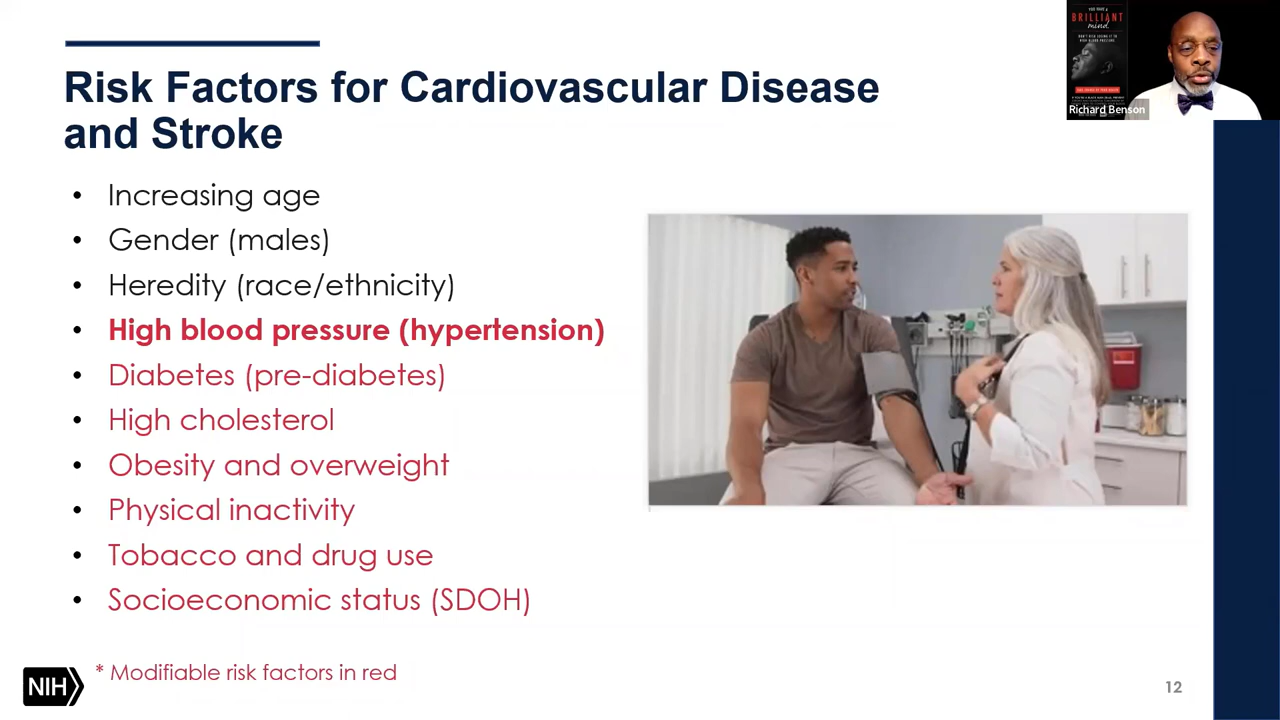 Risk Factors for Cardiovascular Disease
and Stroke
• Increasing age
• Gender (males)
• Heredity (race/ethnicity)
• High blood pressure (hypertension)
• Diabetes (pre-diabetes)
• High cholesterol
• Obesity and overweight
• Physical inactivity
• Tobacco and drug use
• Socioeconomic status (SDOH)
* Modifiable risk factors in red
NIH
12
YOU HAVE A
BRILLIANT
mind
Richard Benson